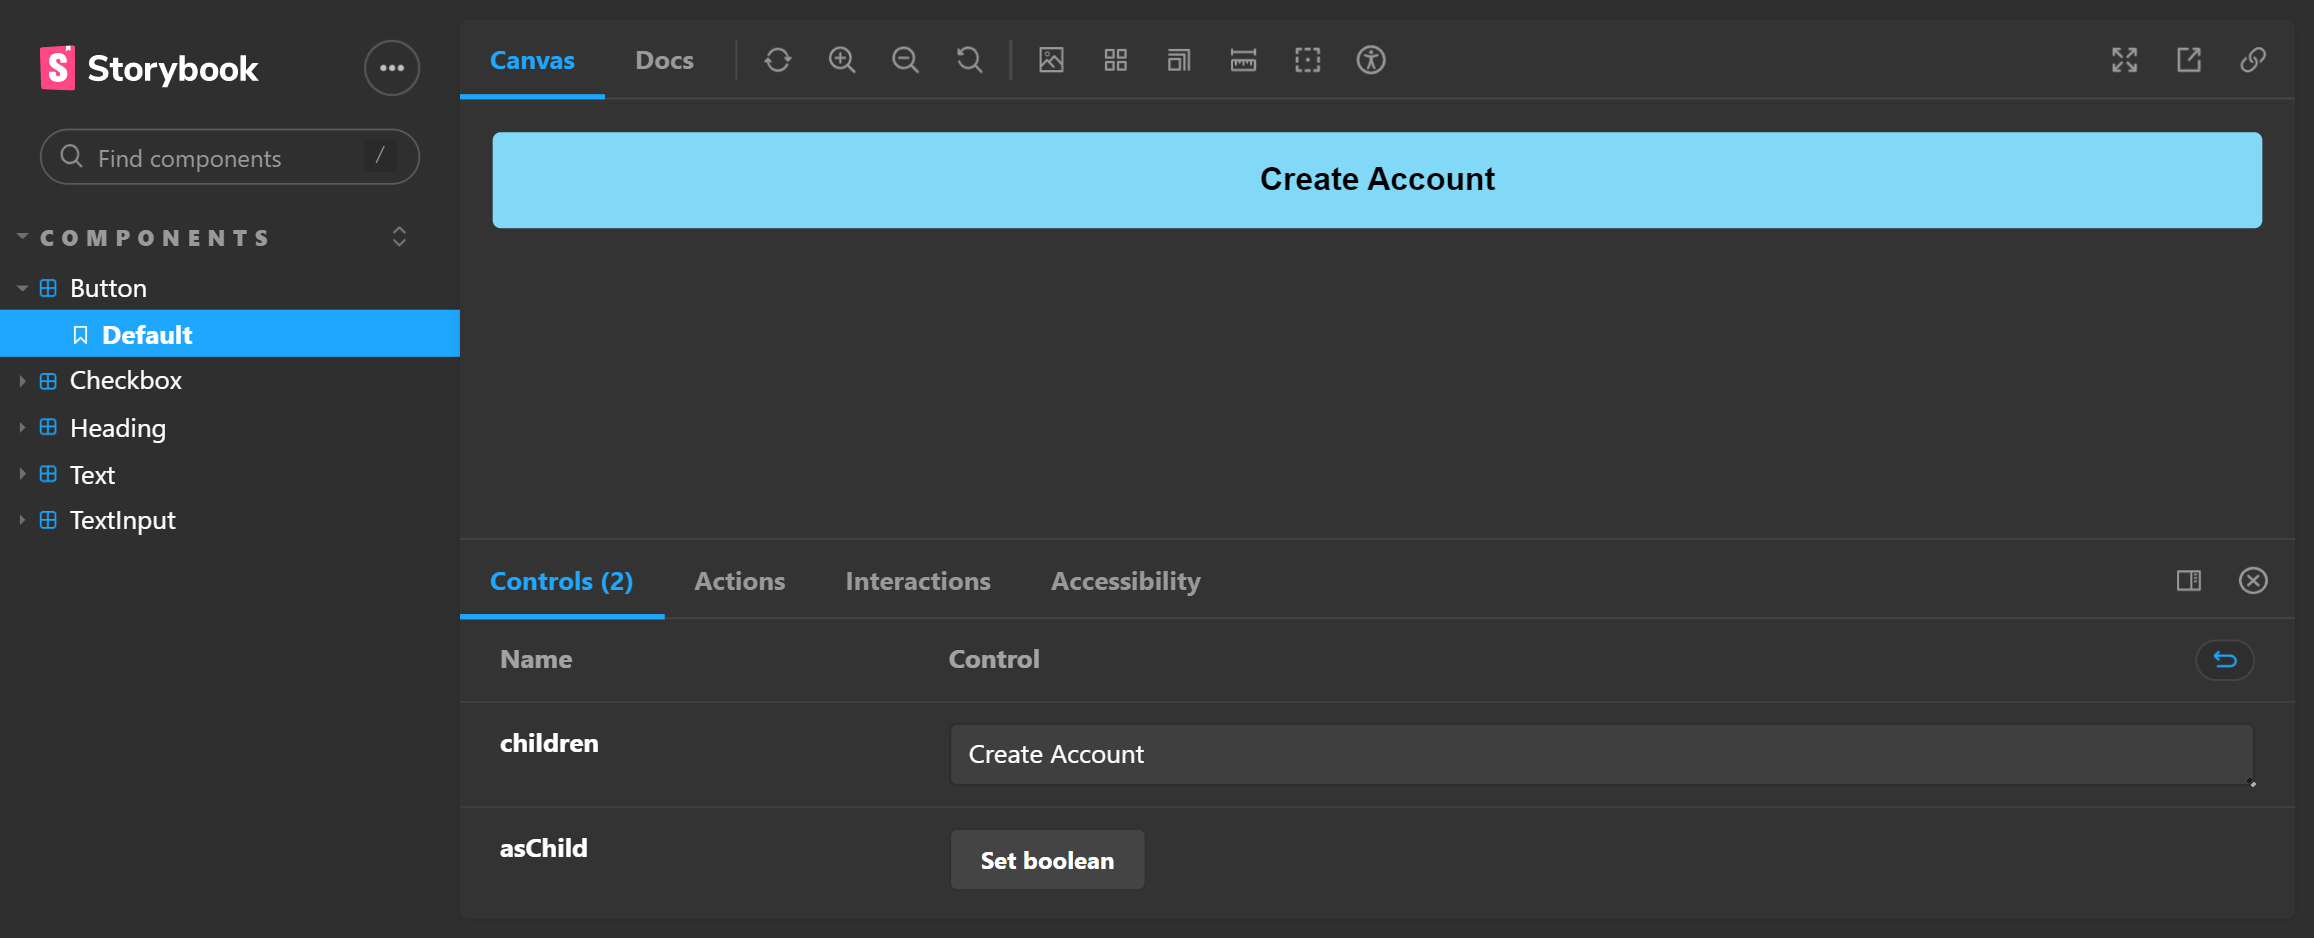 Storybook
Find components /
COMPONENTS
Button
Default
Checkbox
Heading
Text
TextInput
Canvas Docs
Create Account
Controls (2) Actions Interactions Accessibility
Name Control
children Create Account
asChild Set boolean